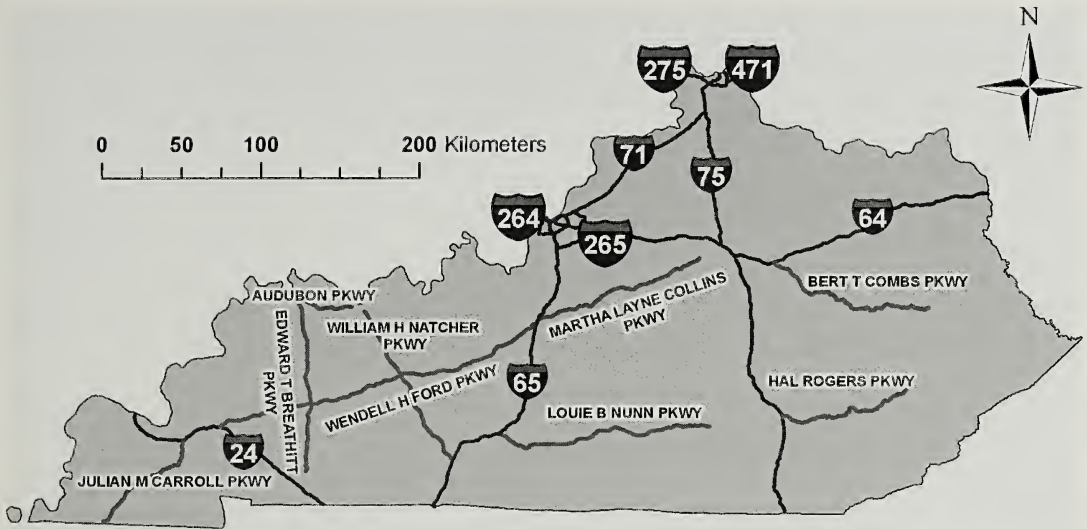 N
275
471
0 50 100 200 Kilometers
71
75
264
265
64
AUDUBON PKWY
EDWARD T BREATHITT
PKWY
WILLIAM H NATCHER
PKWY
MARTHA LAYNE COLLINS
PKWY
BERT T COMBS PKWY
WENDELL H FORD PKWY
65
HAL ROGERS PKWY
LOUIE B NUNN PKWY
24
JULIAN M CARROLL PKWY